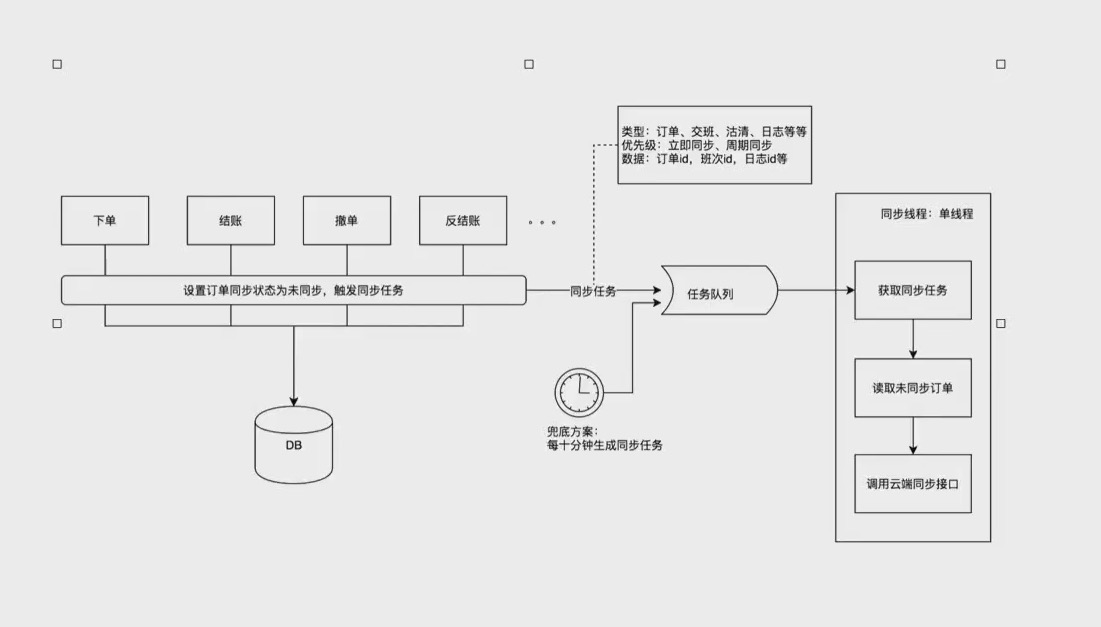 类型：订单、交班、沽清、日志等等
优先级：立即同步、周期同步
数据：订单id，班次id，日志id等
下单
结账
撤单
反结账
。。。
同步线程：单线程
设置订单同步状态为未同步，触发同步任务
同步任务
任务队列
获取同步任务
读取未同步订单
兜底方案：
每十分钟生成同步任务
DB
调用云端同步接口